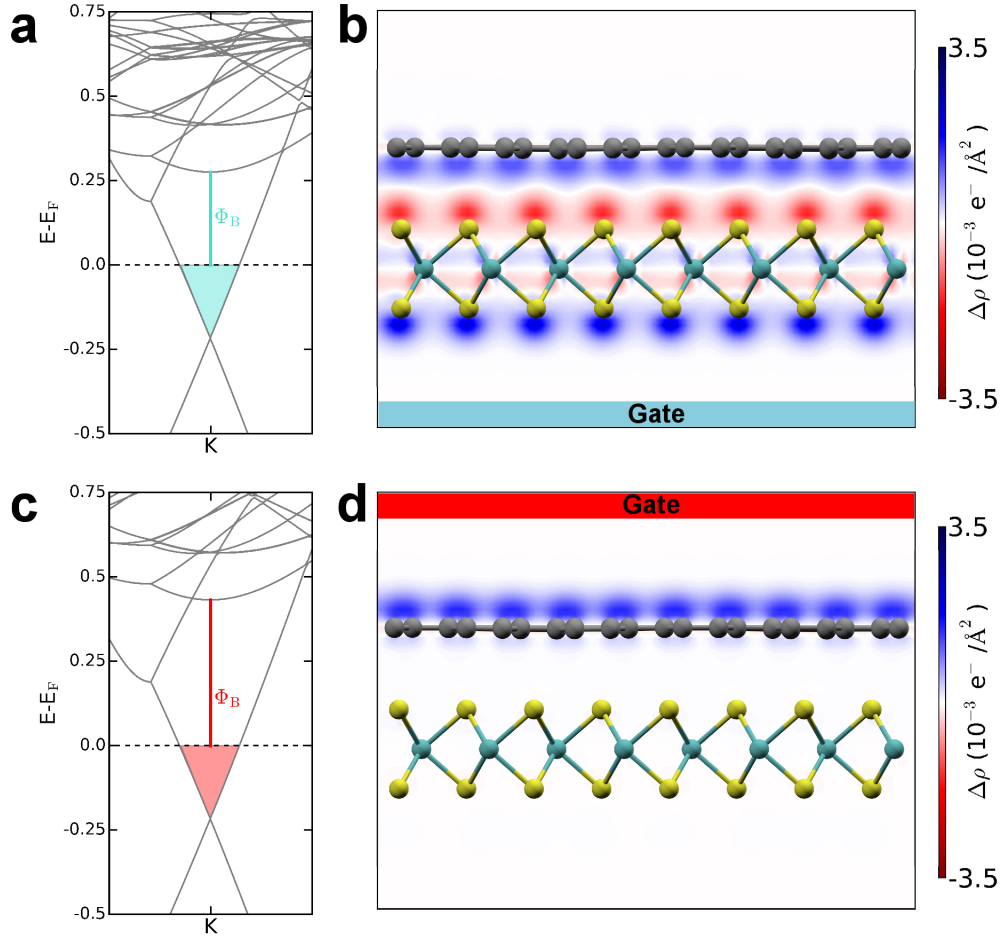 a
0.75
0.5
0.25
0.0
-0.25
-0.5
E-E_F
Φ_B
K
b
Gate
3.5
-3.5
Δρ (10⁻³ e⁻ /Å²)
c
0.75
0.5
0.25
0.0
-0.25
-0.5
E-E_F
Φ_B
K
d
Gate
3.5
-3.5
Δρ (10⁻³ e⁻ /Å²)